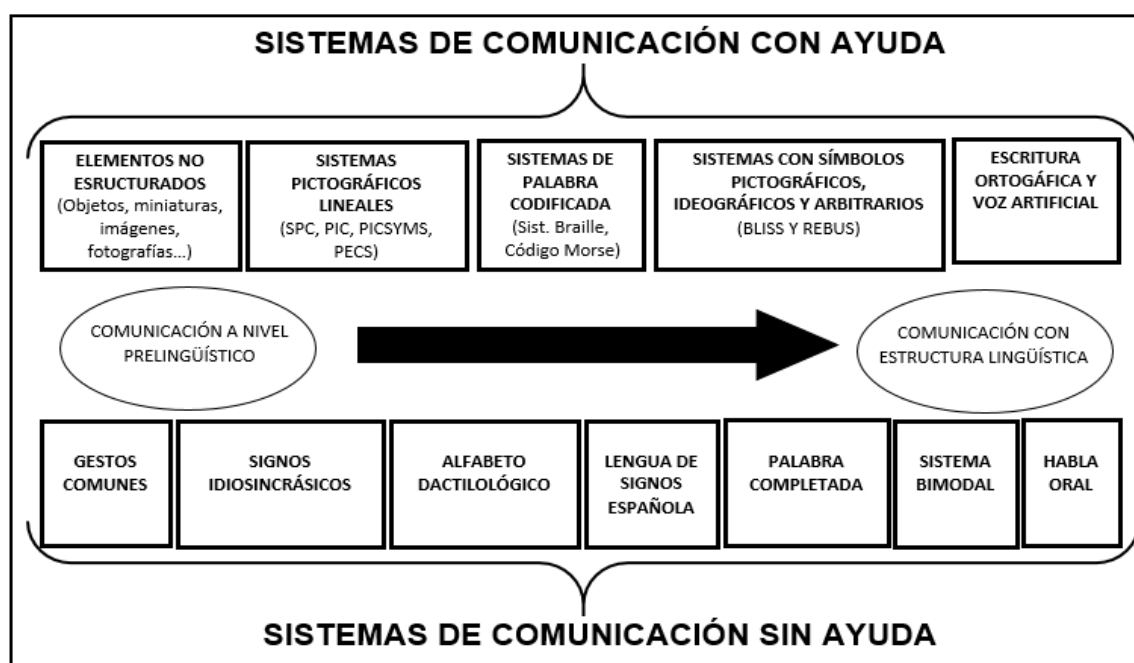 SISTEMAS DE COMUNICACIÓN CON AYUDA
ELEMENTOS NO
ESRUCTURADOS
(Objetos, miniaturas,
imágenes,
fotografías...)
SISTEMAS
PICTOGRÁFICOS
LINEALES
(SPC, PIC, PICSYMS,
PECS)
SISTEMAS DE
PALABRA
CODIFICADA
(Sist. Braille,
Código Morse)
SISTEMAS CON SÍMBOLOS
PICTOGRÁFICOS,
IDEOGRÁFICOS Y ARBITRARIOS
(BLISS Y REBUS)
ESCRITURA
ORTOGÁFICA Y
VOZ ARTIFICIAL
COMUNICACIÓN A NIVEL
PRELINGÜÍSTICO
COMUNICACIÓN CON
ESTRUCTURA LINGÜÍSTICA
GESTOS
COMUNES
SIGNOS
IDIOSINCRÁSICOS
ALFABETO
DACTILOLÓGICO
LENGUA DE
SIGNOS
ESPAÑOLA
PALABRA
COMPLETADA
SISTEMA
BIMODAL
HABLA
ORAL
SISTEMAS DE COMUNICACIÓN SIN AYUDA